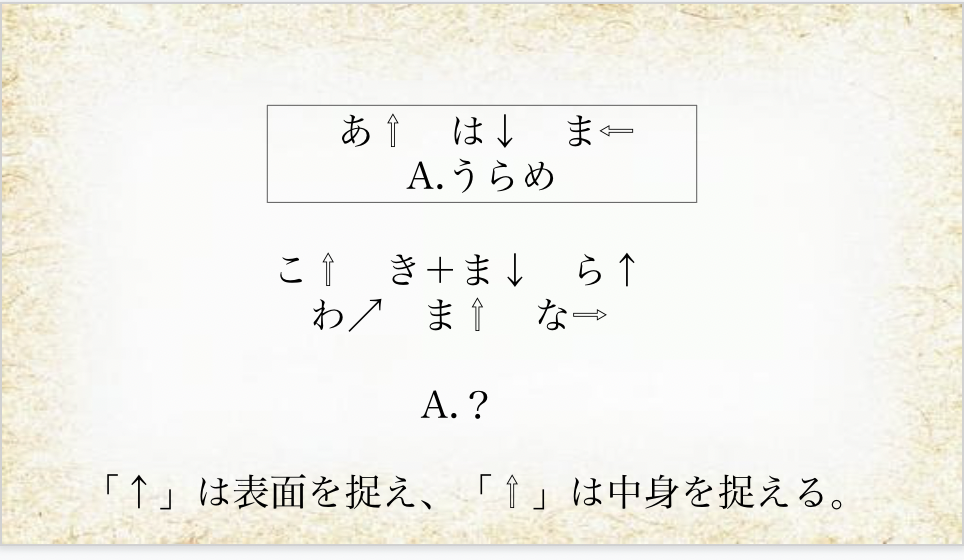 あ⇧　は↓　ま⇦
A.うらめ
こ⇧　き＋ま↓　ら↑
わ↗　ま⇧　な⇨
A.？
「↑」は表面を捉え、「⇧」は中身を捉える。